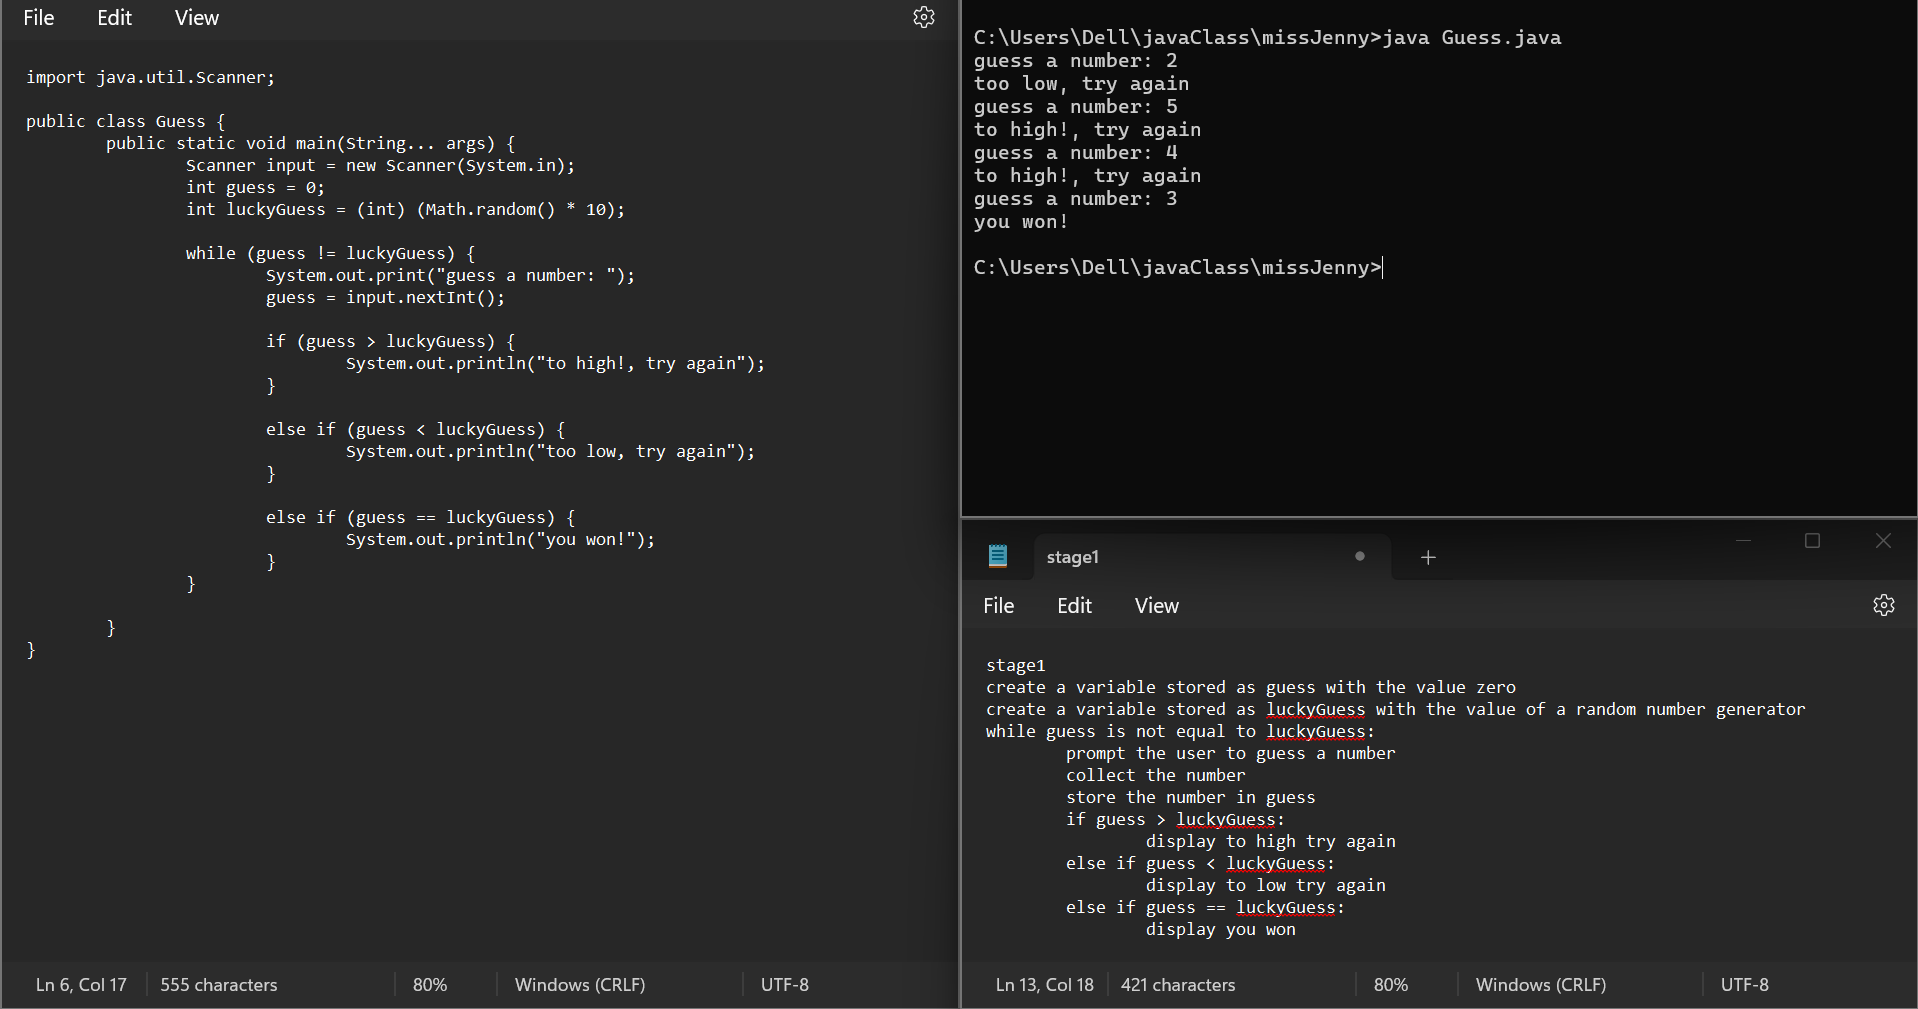 File Edit View
import java.util.Scanner;
public class Guess {
public static void main(String... args) {
Scanner input = new Scanner(System.in);
int guess = 0;
int luckyGuess = (int) (Math.random() * 10);
while (guess != luckyGuess) {
System.out.print("guess a number: ");
guess = input.nextInt();
if (guess > luckyGuess) {
System.out.println("to high!, try again");
}
else if (guess < luckyGuess) {
System.out.println("too low, try again");
}
else if (guess == luckyGuess) {
System.out.println("you won!");
}
}
}
}
Ln 6, Col 17 555 characters 80% Windows (CRLF) UTF-8
C:\Users\Dell\javaClass\missJenny>java Guess.java
guess a number: 2
too low, try again
guess a number: 5
to high!, try again
guess a number: 4
to high!, try again
guess a number: 3
you won!
C:\Users\Dell\javaClass\missJenny>
stage1
File Edit View
stage1
create a variable stored as guess with the value zero
create a variable stored as luckyGuess with the value of a random number generator
while guess is not equal to luckyGuess:
prompt the user to guess a number
collect the number
store the number in guess
if guess > luckyGuess:
display to high try again
else if guess < luckyGuess:
display to low try again
else if guess == luckyGuess:
display you won
Ln 13, Col 18 421 characters 80% Windows (CRLF) UTF-8